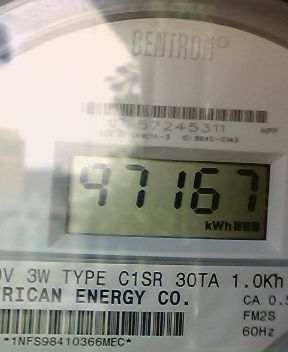 CENTRON®
57245311
97167
kWh
0V 3W TYPE C1SR 30TA 1.0Kh
RICAN ENERGY CO.
CA 0.5
FM2S
60Hz
*1NFS98410366MEC*